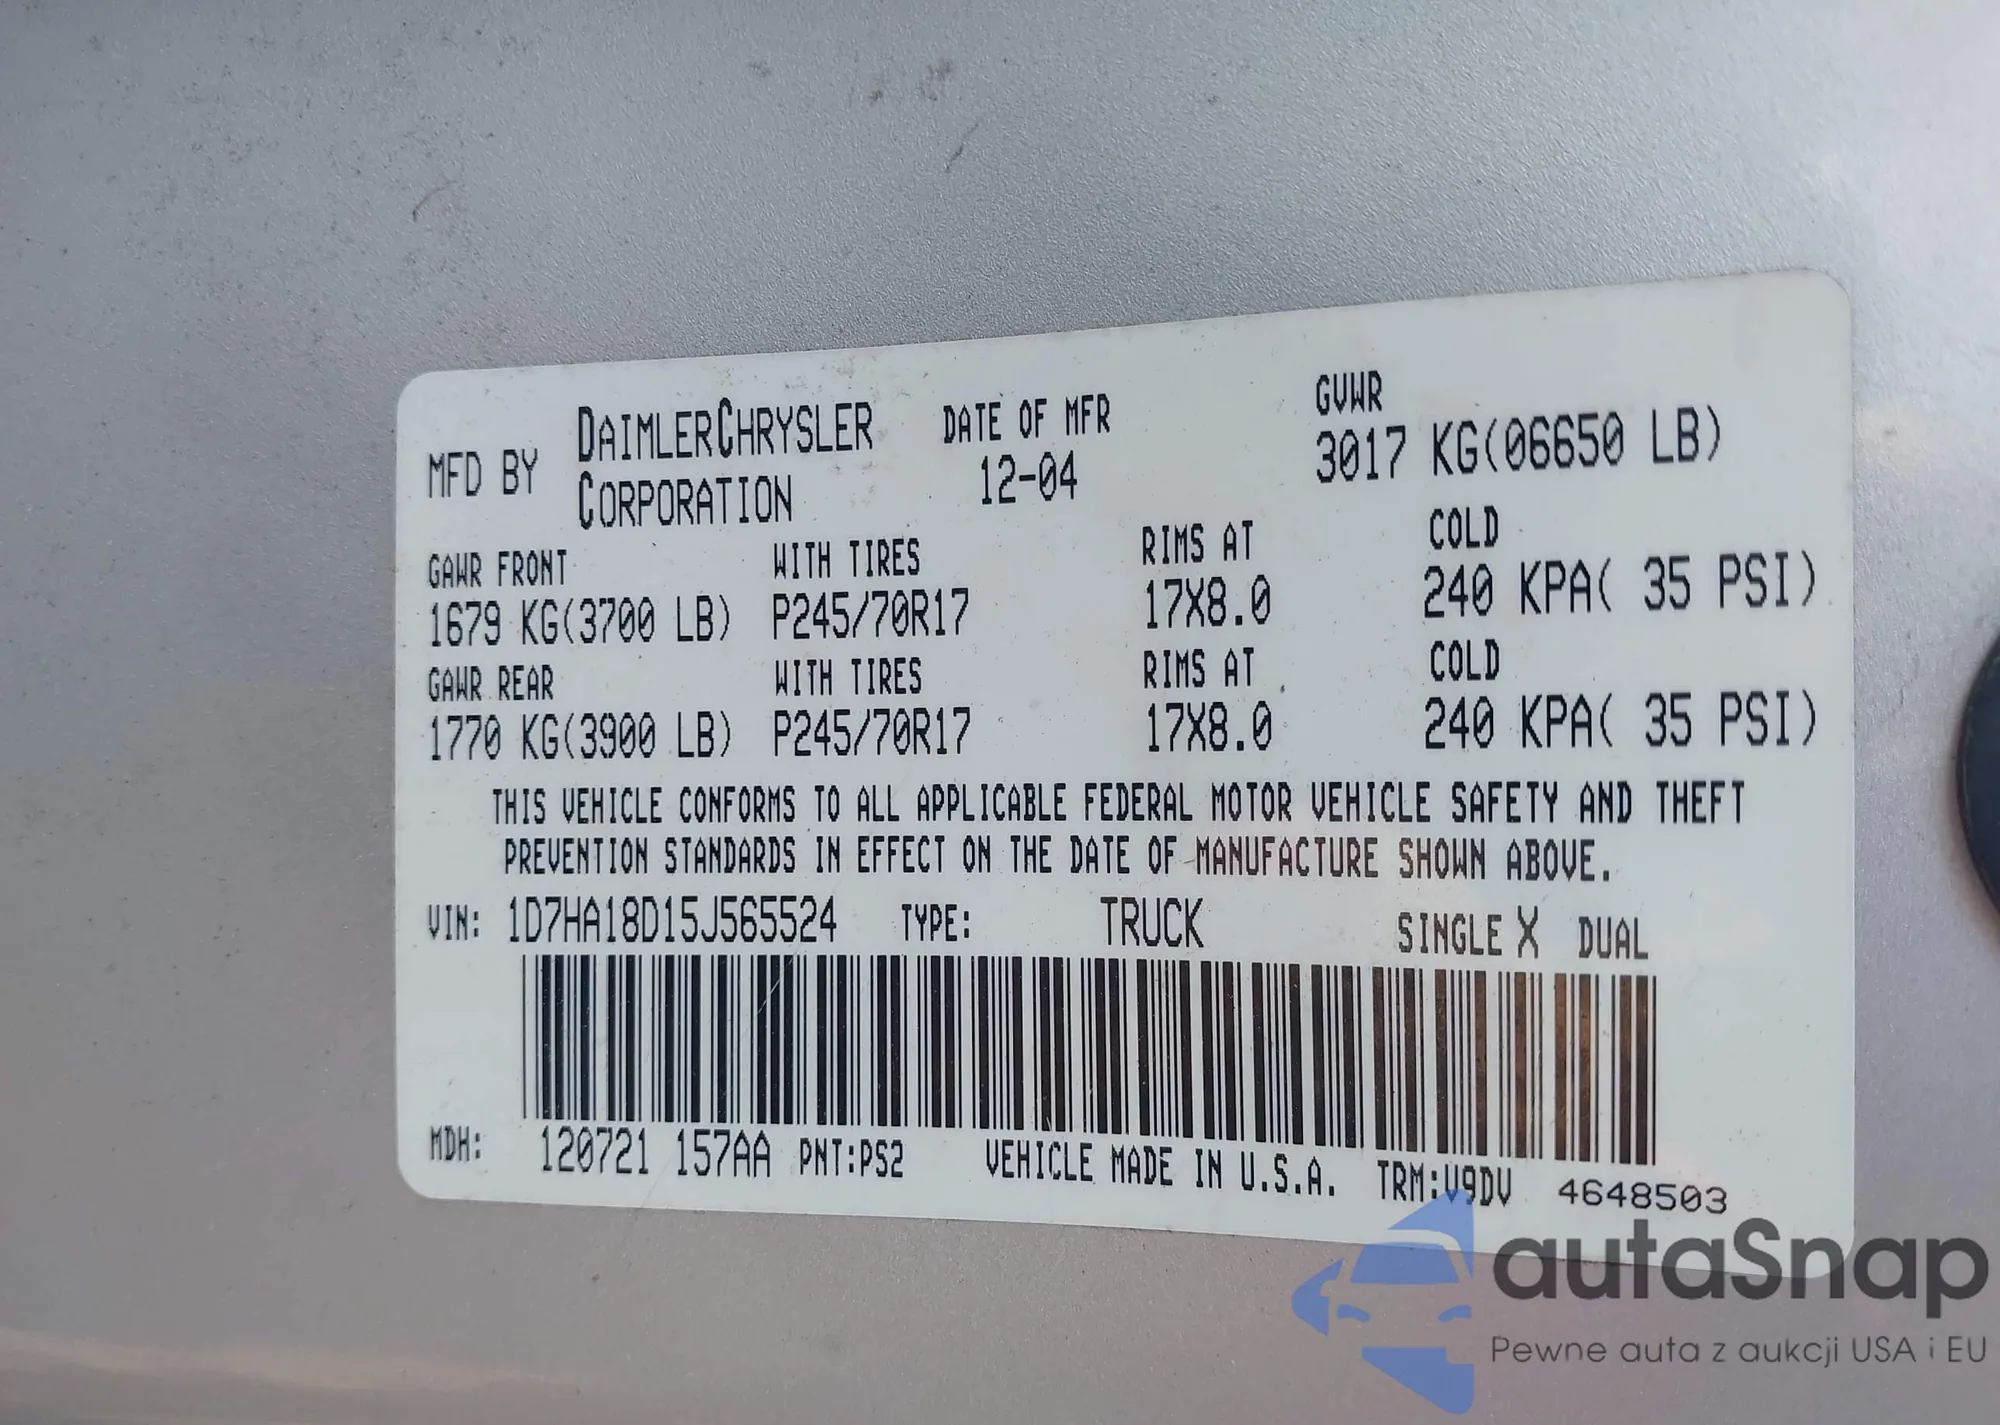 MFD BY DAIMLERCHRYSLER CORPORATION DATE OF MFR 12-04 GVWR 3017 KG(06650 LB)
GAWR FRONT WITH TIRES RIMS AT COLD
1679 KG(3700 LB) P245/70R17 17X8.0 240 KPA( 35 PSI)
GAWR REAR WITH TIRES RIMS AT COLD
1770 KG(3900 LB) P245/70R17 17X8.0 240 KPA( 35 PSI)
THIS VEHICLE CONFORMS TO ALL APPLICABLE FEDERAL MOTOR VEHICLE SAFETY AND THEFT
PREVENTION STANDARDS IN EFFECT ON THE DATE OF MANUFACTURE SHOWN ABOVE.
VIN: 1D7HA18D15J565524 TYPE: TRUCK SINGLE X DUAL
MDH: 120721 157AA PNT:PS2 VEHICLE MADE IN U.S.A. TRM:V9DV 4648503
autaSnap
Pewne auta z aukcji USA i EU